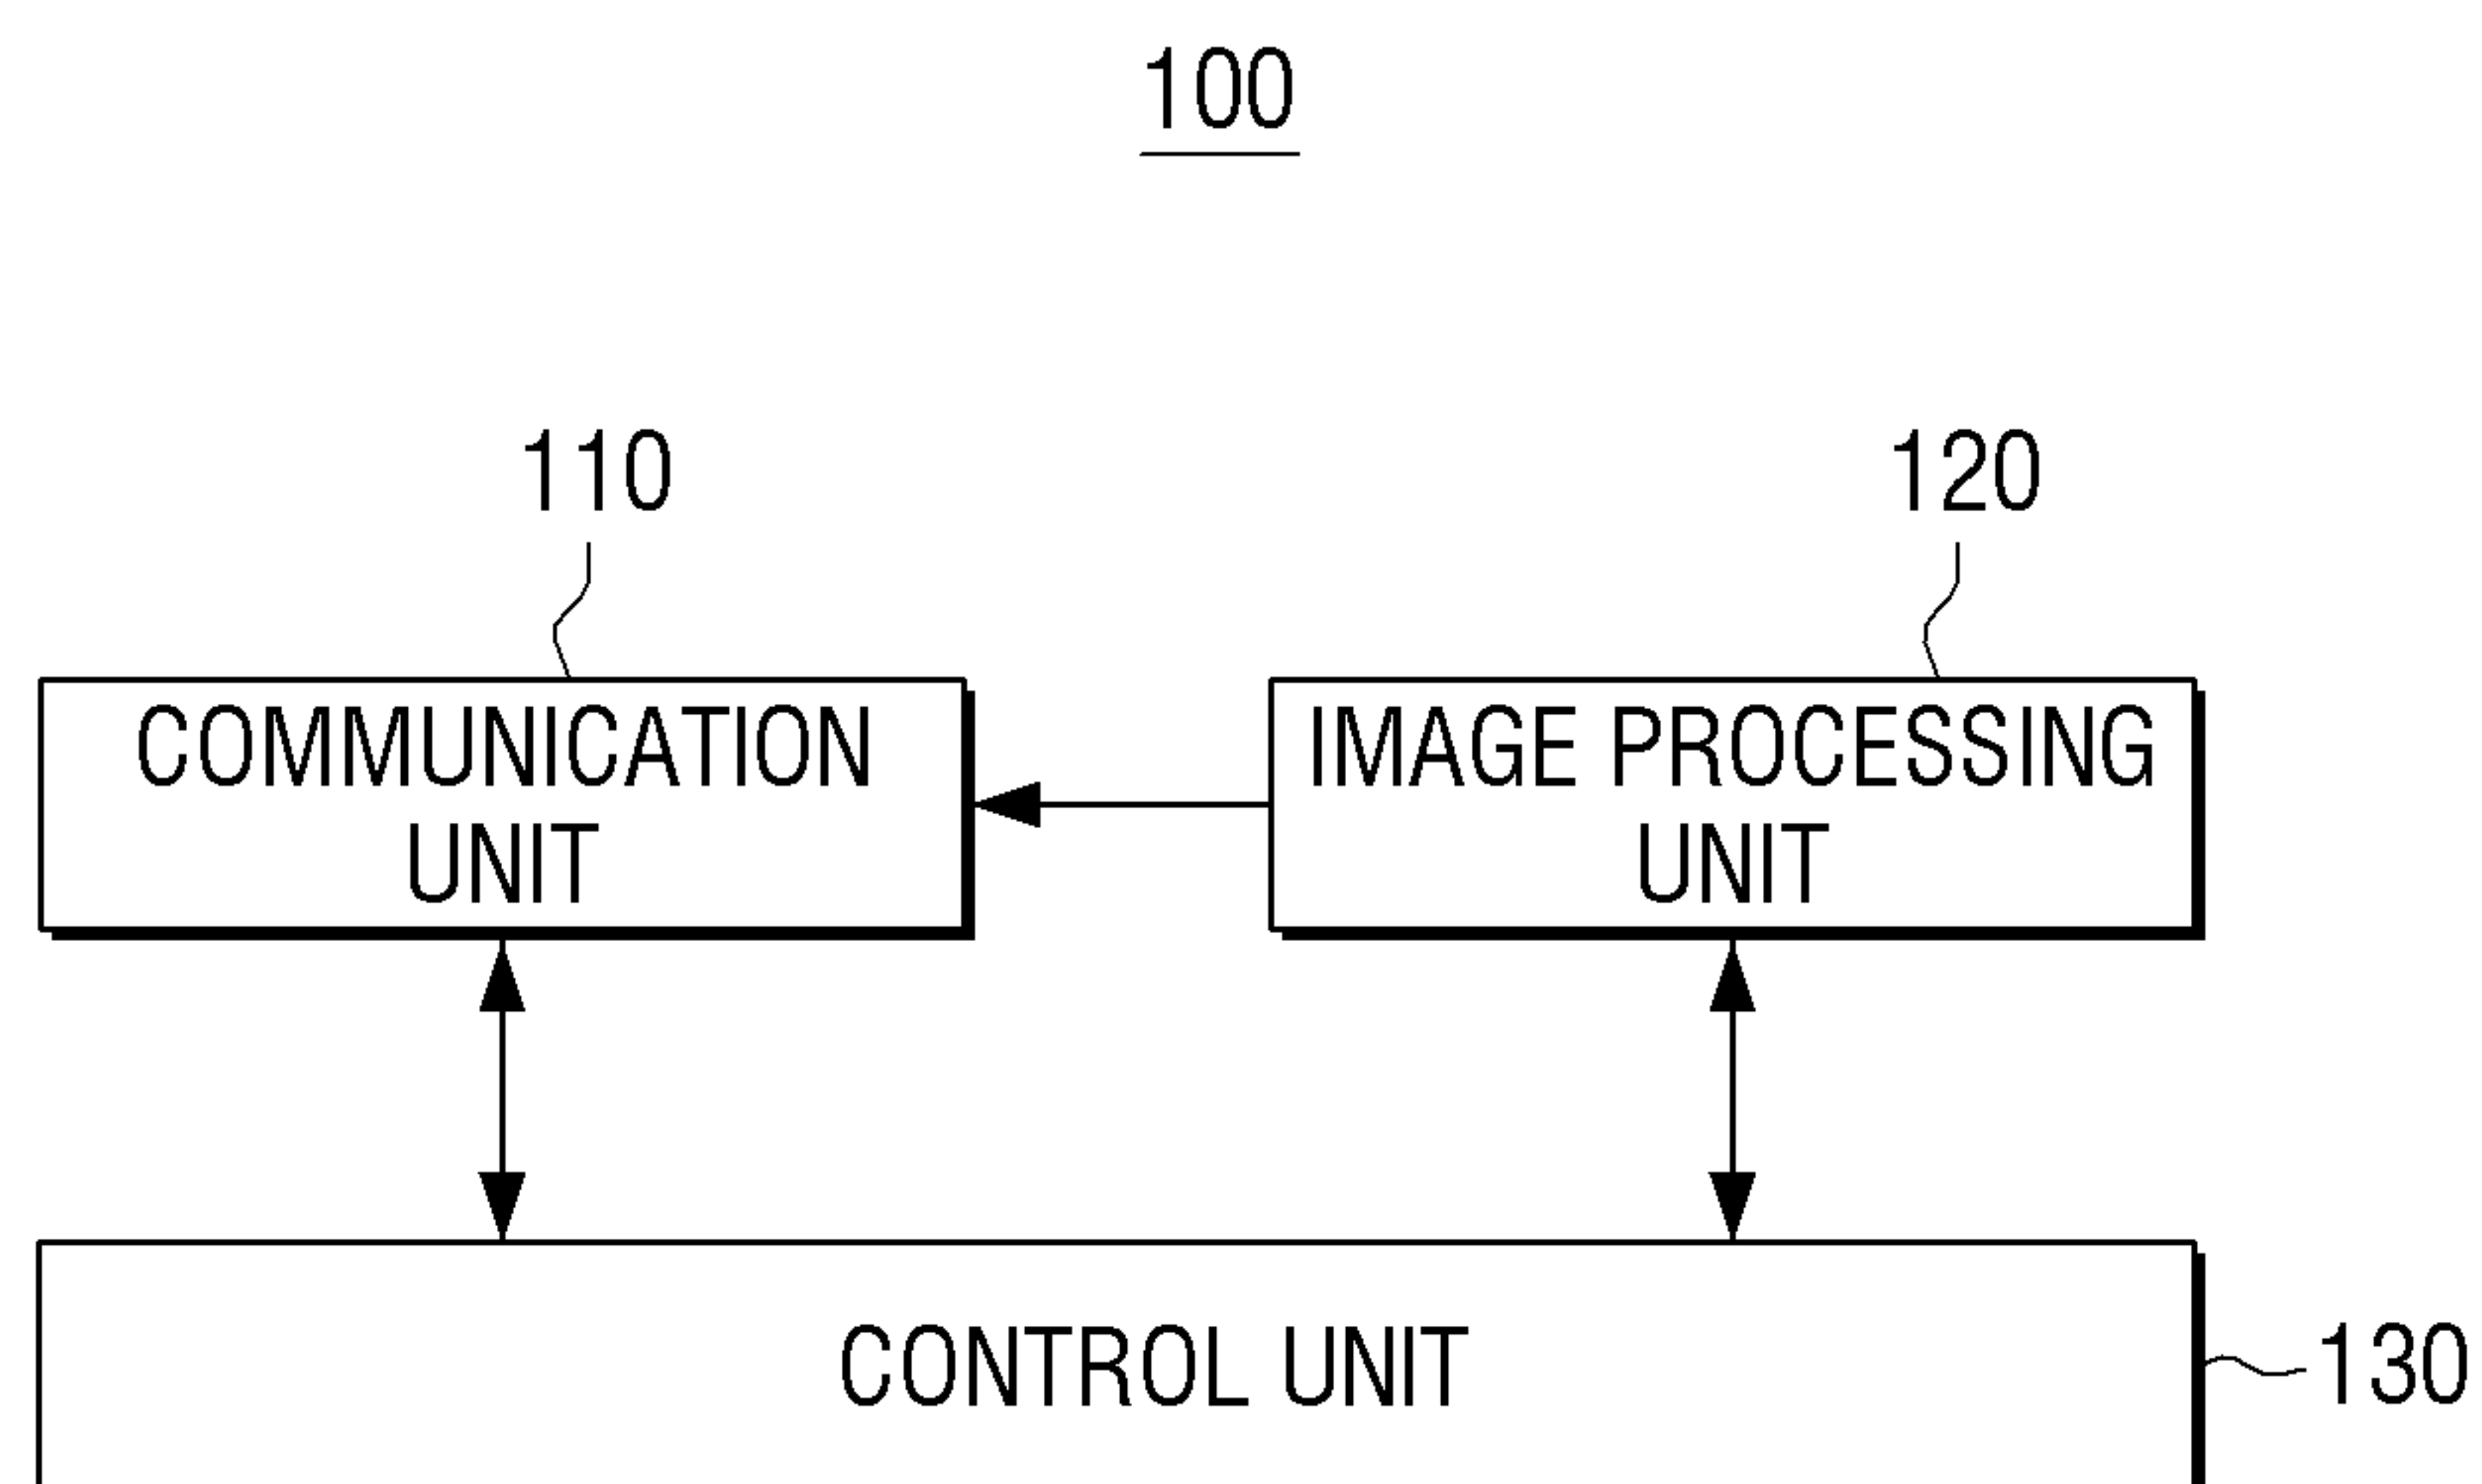 100
110
120
COMMUNICATION
UNIT
IMAGE PROCESSING
UNIT
CONTROL UNIT
130